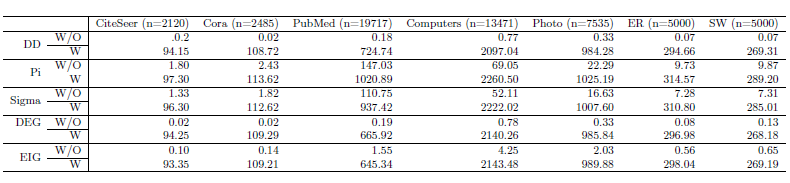 CiteSeer (n=2120) Cora (n=2485) PubMed (n=19717) Computers (n=13471) Photo (n=7535) ER (n=5000) SW (n=5000)
DD W/O .0.2 0.02 0.18 0.77 0.33 0.07 0.07
W 94.15 108.72 724.74 2097.04 984.28 294.66 269.31
Pi W/O 1.80 2.43 147.03 69.05 22.29 9.73 9.87
W 97.30 113.62 1020.89 2260.50 1025.19 314.57 289.20
Sigma W/O 1.33 1.82 110.75 52.11 16.63 7.28 7.31
W 96.30 112.62 937.42 2222.02 1007.60 310.80 285.01
DEG W/O 0.02 0.02 0.19 0.78 0.33 0.08 0.13
W 94.25 109.29 665.92 2140.26 985.84 296.98 268.18
EIG W/O 0.10 0.14 1.55 4.25 2.03 0.56 0.65
W 93.35 109.21 645.34 2143.48 989.88 298.04 269.19